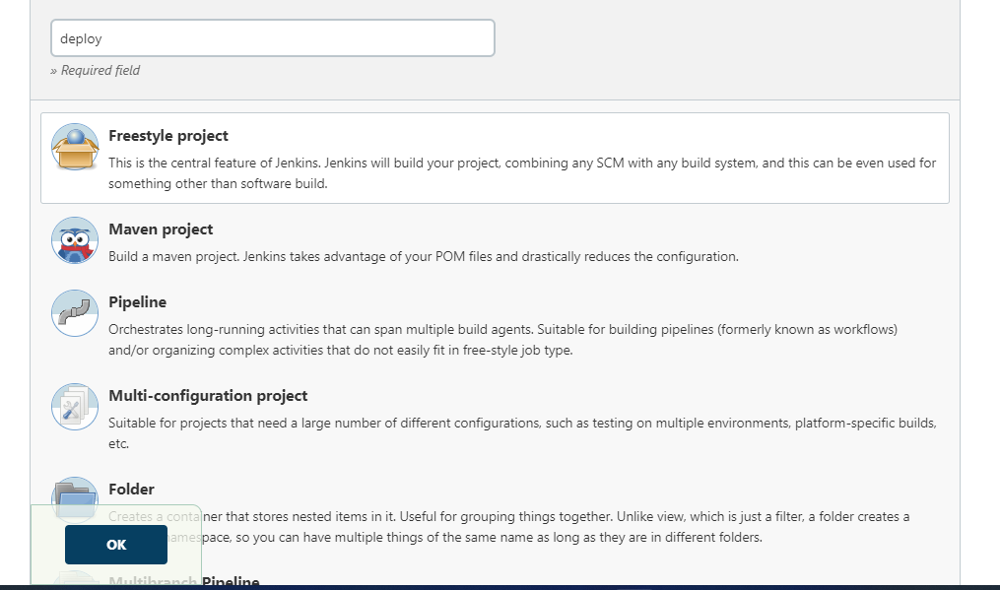 deploy
» Required field
Freestyle project
This is the central feature of Jenkins. Jenkins will build your project, combining any SCM with any build system, and this can be even used for
something other than software build.
Maven project
Build a maven project. Jenkins takes advantage of your POM files and drastically reduces the configuration.
Pipeline
Orchestrates long-running activities that can span multiple build agents. Suitable for building pipelines (formerly known as workflows)
and/or organizing complex activities that do not easily fit in free-style job type.
Multi-configuration project
Suitable for projects that need a large number of different configurations, such as testing on multiple environments, platform-specific builds,
etc.
Folder
Creates a container that stores nested items in it. Useful for grouping things together. Unlike view, which is just a filter, a folder creates a
namespace, so you can have multiple things of the same name as long as they are in different folders.
OK
Multibranch Pipeline